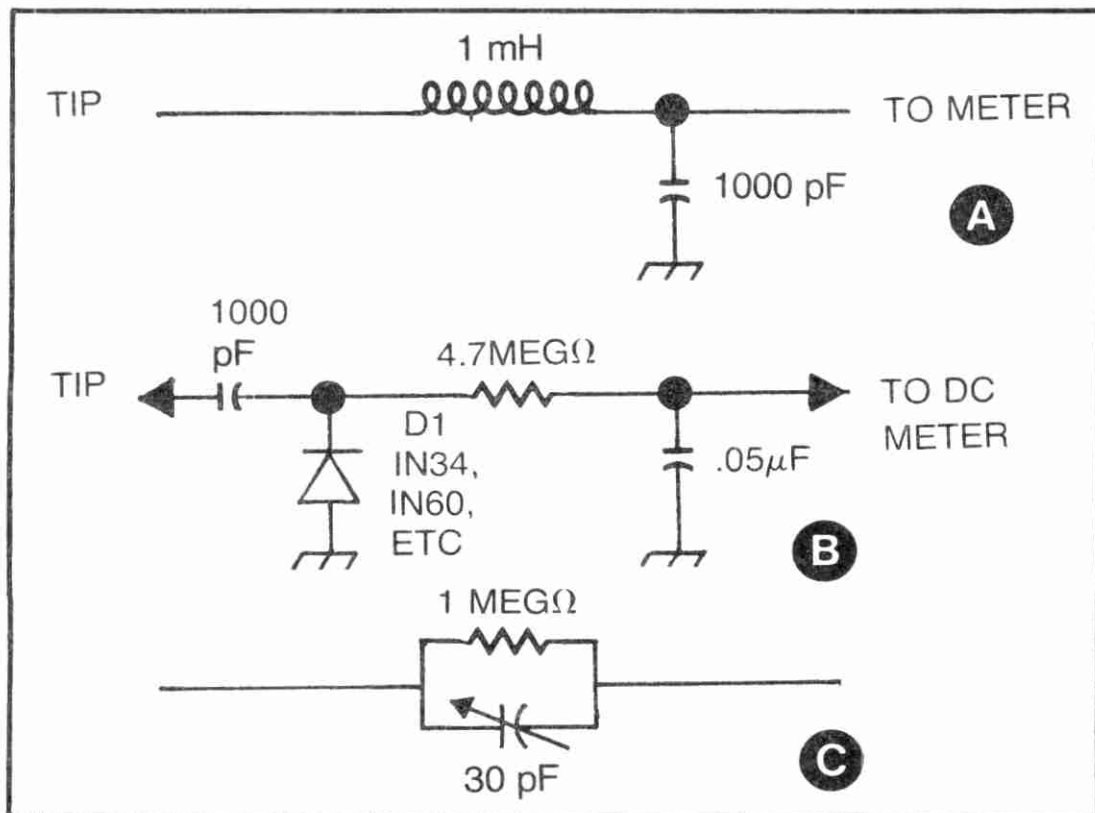 1 mH
TIP
TO METER
1000 pF
A
1000
pF
4.7MEGΩ
TIP
TO DC
METER
D1
IN34,
IN60,
ETC
.05µF
B
1 MEGΩ
30 pF
C